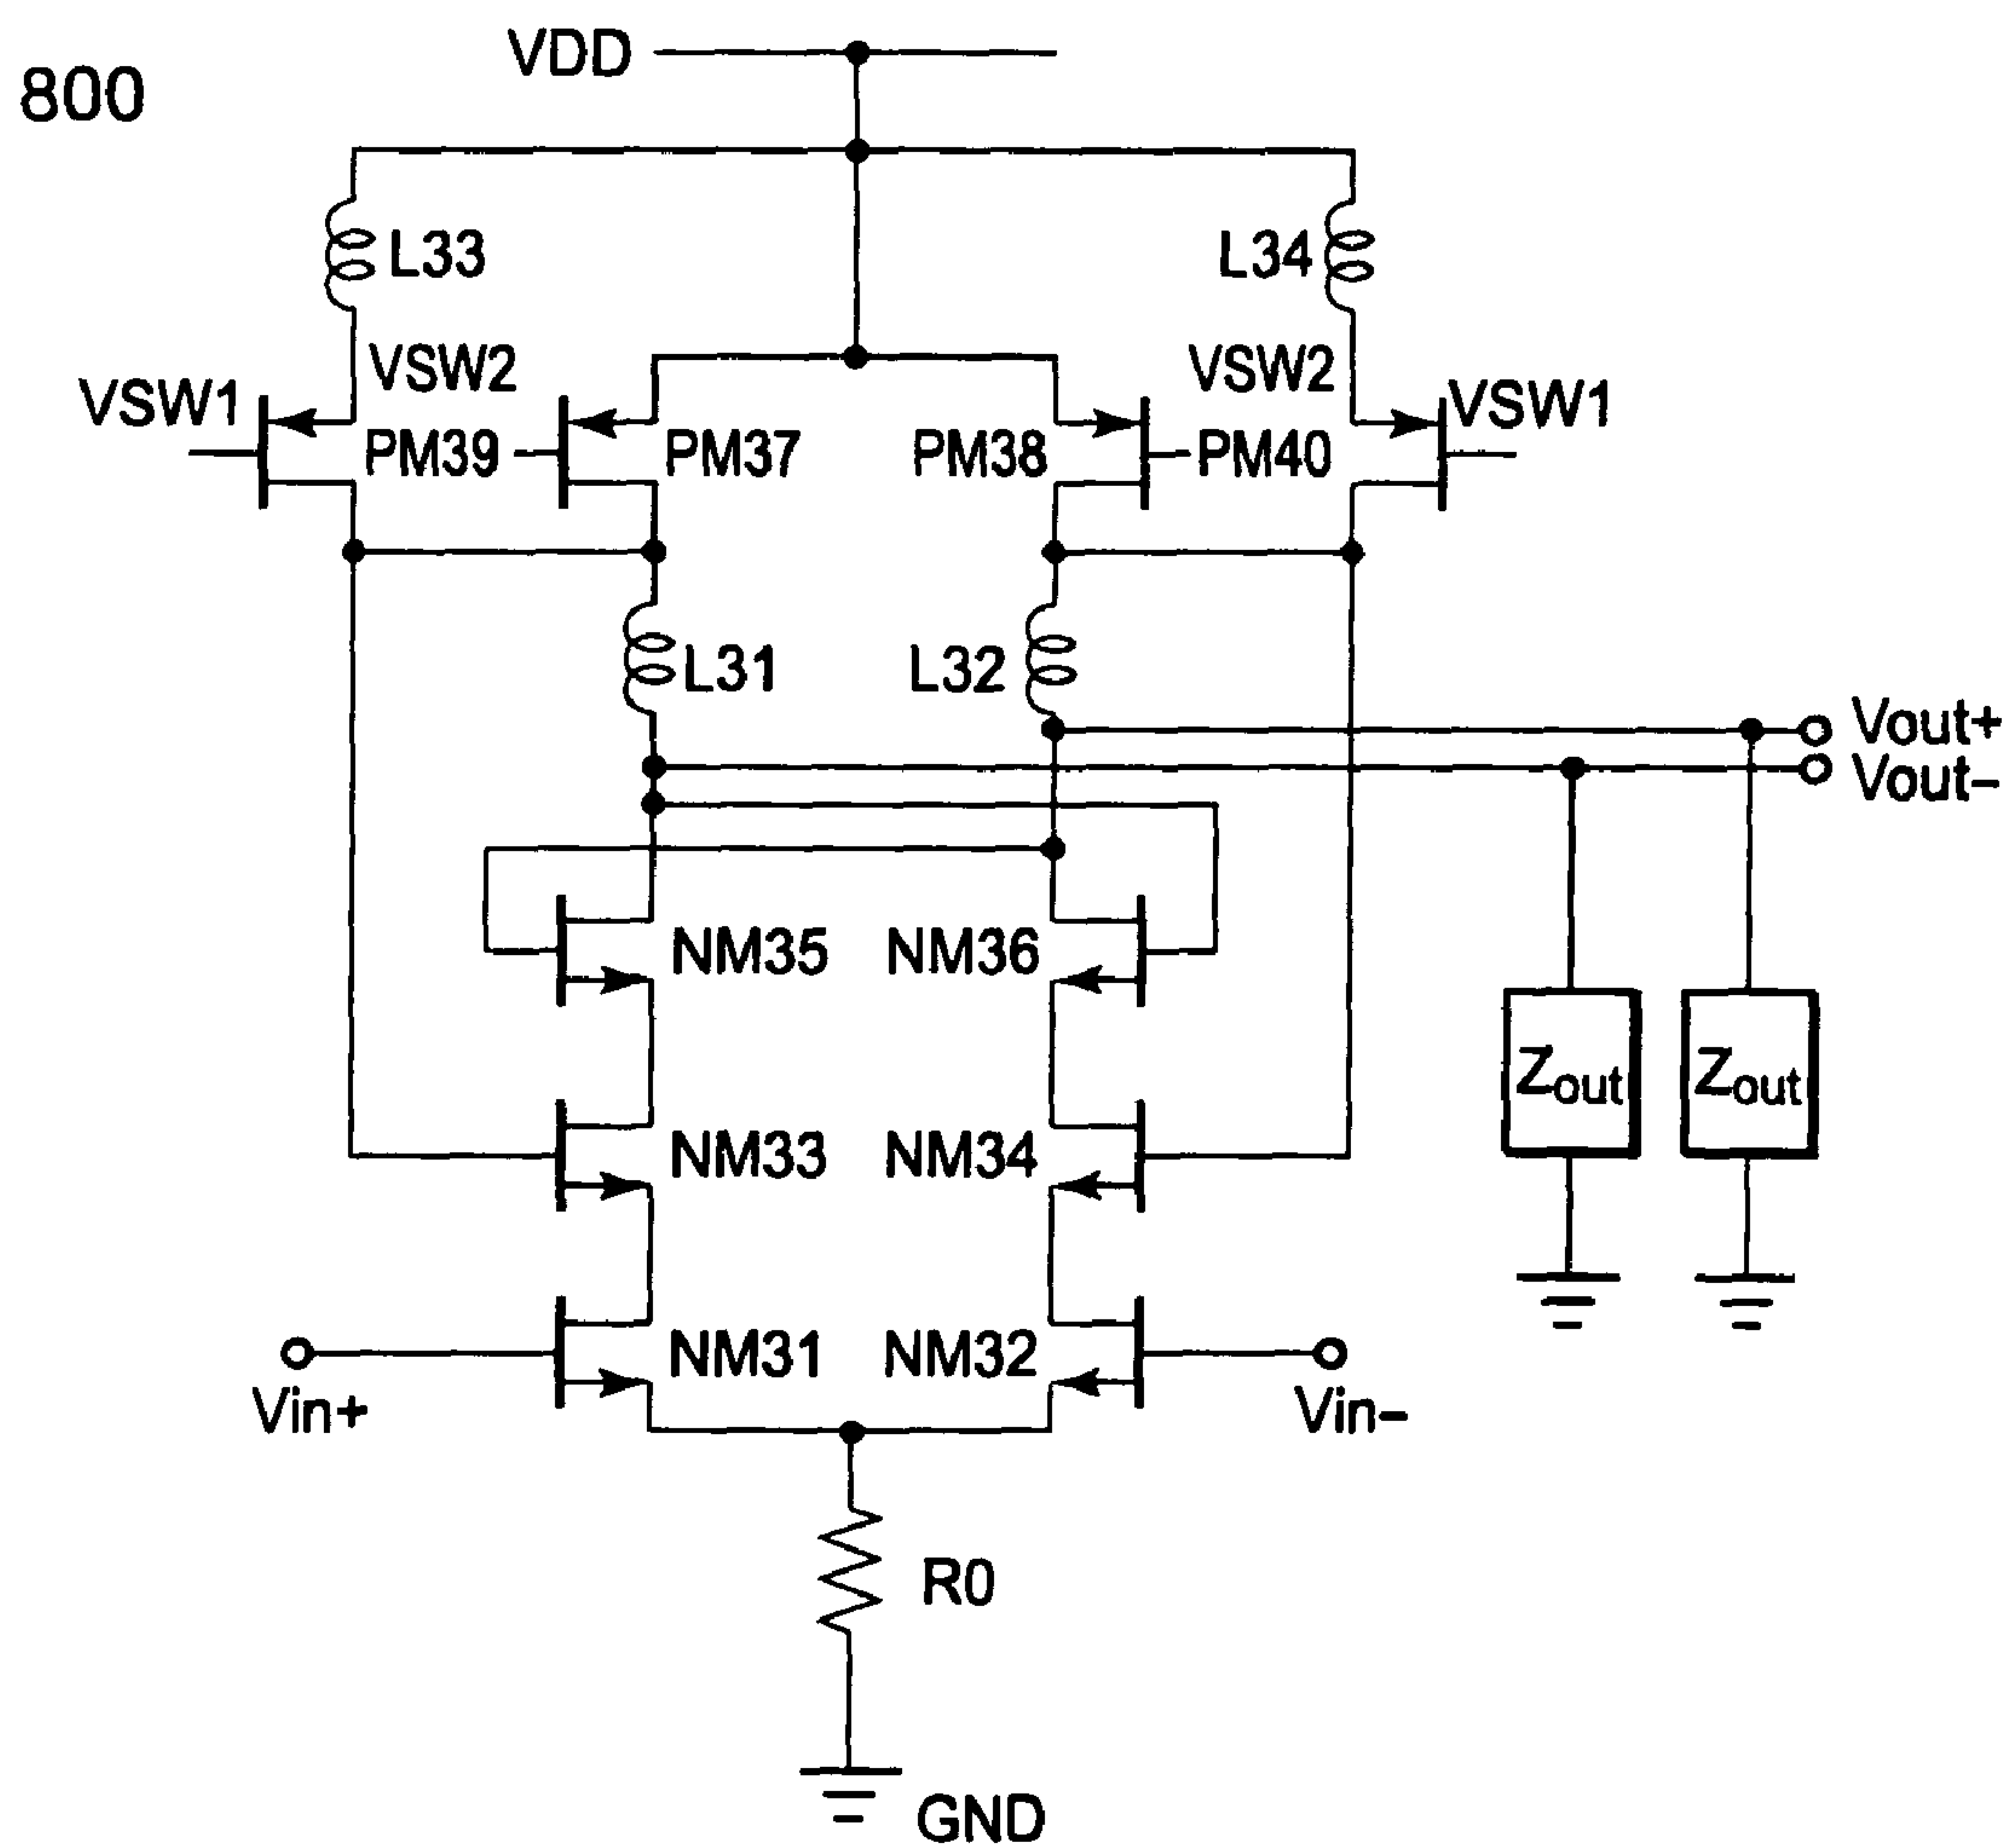 800
VDD
L33
L34
VSW1
VSW2
VSW2
VSW1
PM39
PM37
PM38
PM40
L31
L32
Vout+
Vout-
NM35
NM36
NM33
NM34
Zout
Zout
NM31
NM32
Vin+
Vin-
R0
GND